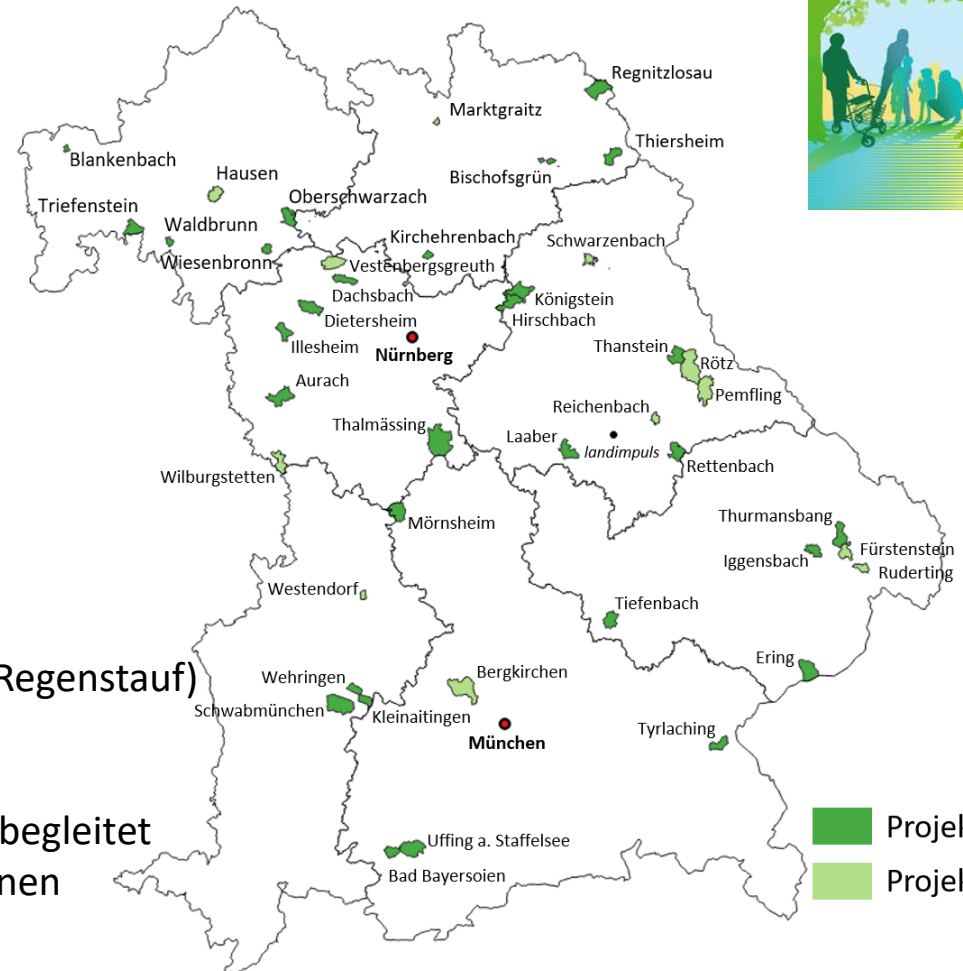 Regnitzlosau
Marktgraitz
Thiersheim
Blankenbach
Hausen
Bischofsgrün
Triefenstein
Oberschwarzach
Waldbrunn
Kirchehrenbach
Schwarzenbach
Wiesenbronn
Vestenbergsgreuth
Dachsbach
Königstein
Dietersheim
Hirschbach
Illesheim
Nürnberg
Thanstein
Rötz
Aurach
Pemfling
Reichenbach
Thalmässing
Laaber
landimpuls
Rettenbach
Wilburgstetten
Mörnsheim
Thurmansbang
Fürstenstein
Iggensbach
Ruderting
Westendorf
Tiefenbach
Ering
Regenstauf)
Wehringen
Bergkirchen
Schwabmünchen
Kleinaitingen
Tyrlaching
München
begleitet
Projek
Uffing a. Staffelsee
nen
Bad Bayersoien
Projek